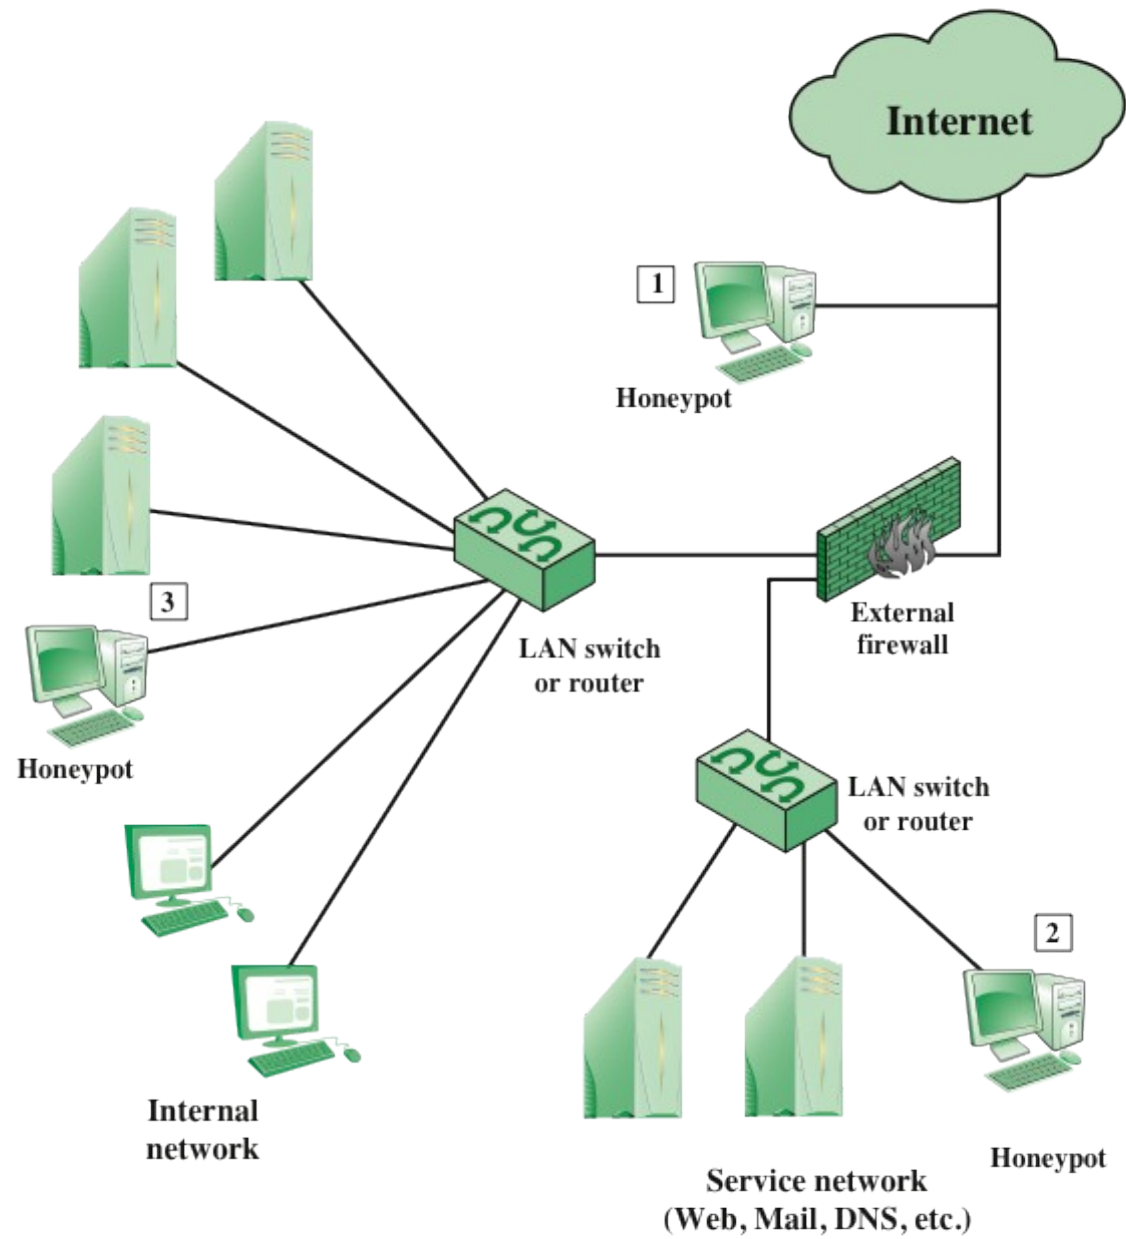 Internet
1
Honeypot
External
firewall
3
LAN switch
or router
Honeypot
LAN switch
or router
2
Internal
network
Honeypot
Service network
(Web, Mail, DNS, etc.)